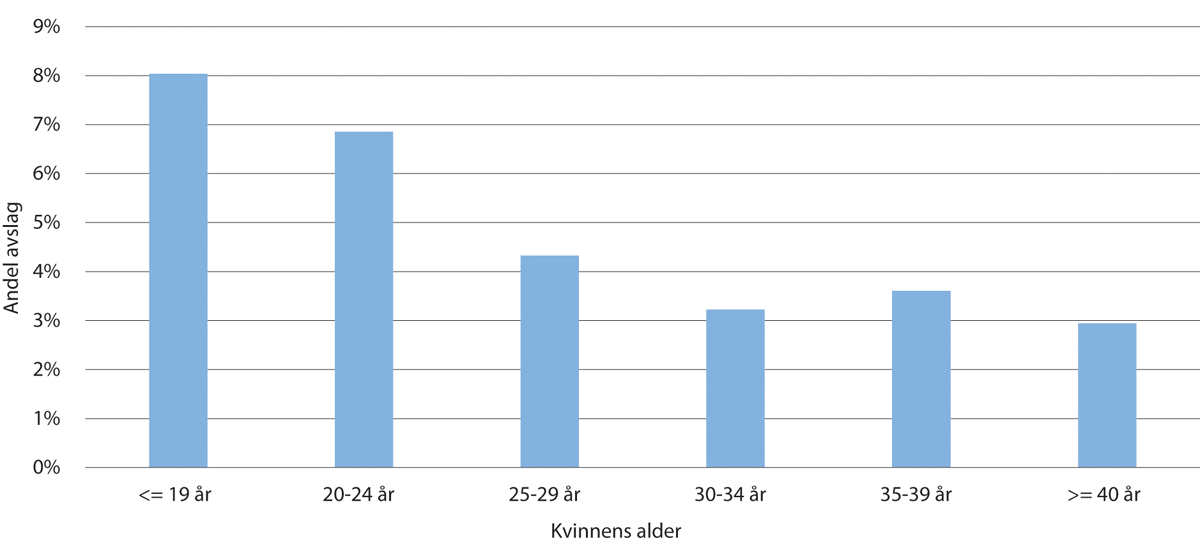 9%
8%
7%
6%
5%
4%
3%
2%
1%
0%
Andel avslag
<= 19 år
20-24 år
25-29 år
30-34 år
35-39 år
>= 40 år
Kvinnens alder